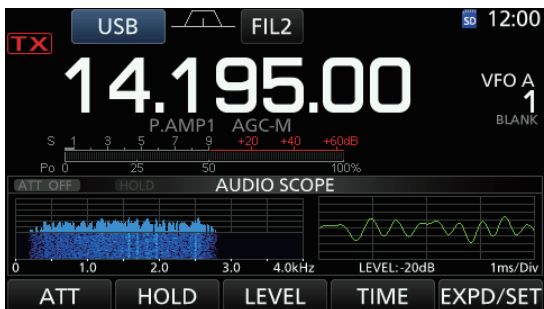 USB FIL2 SD 12:00
TX
14.195.00
VFO A
1
BLANK
P.AMP1 AGC-M
S 1 3 5 7 9 +20 +40 +60dB
Po 0 25 50 100%
ATT OFF HOLD AUDIO SCOPE
0 1.0 2.0 3.0 4.0kHz LEVEL:-20dB 1ms/Div
ATT HOLD LEVEL TIME EXPD/SET